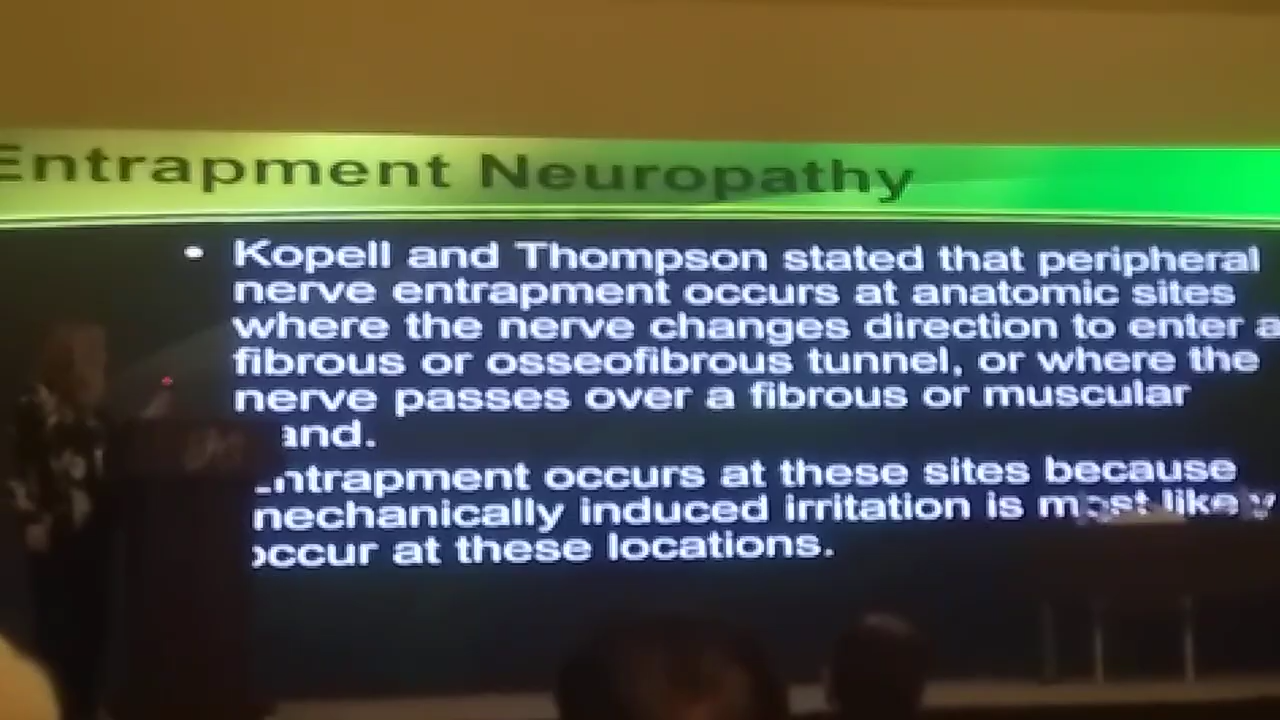 Entrapment Neuropathy
• Kopell and Thompson stated that peripheral
nerve entrapment occurs at anatomic sites
where the nerve changes direction to enter a
fibrous or osseofibrous tunnel, or where the
nerve passes over a fibrous or muscular
and.
ntrapment occurs at these sites because
mechanically induced irritation is most likely
occur at these locations.